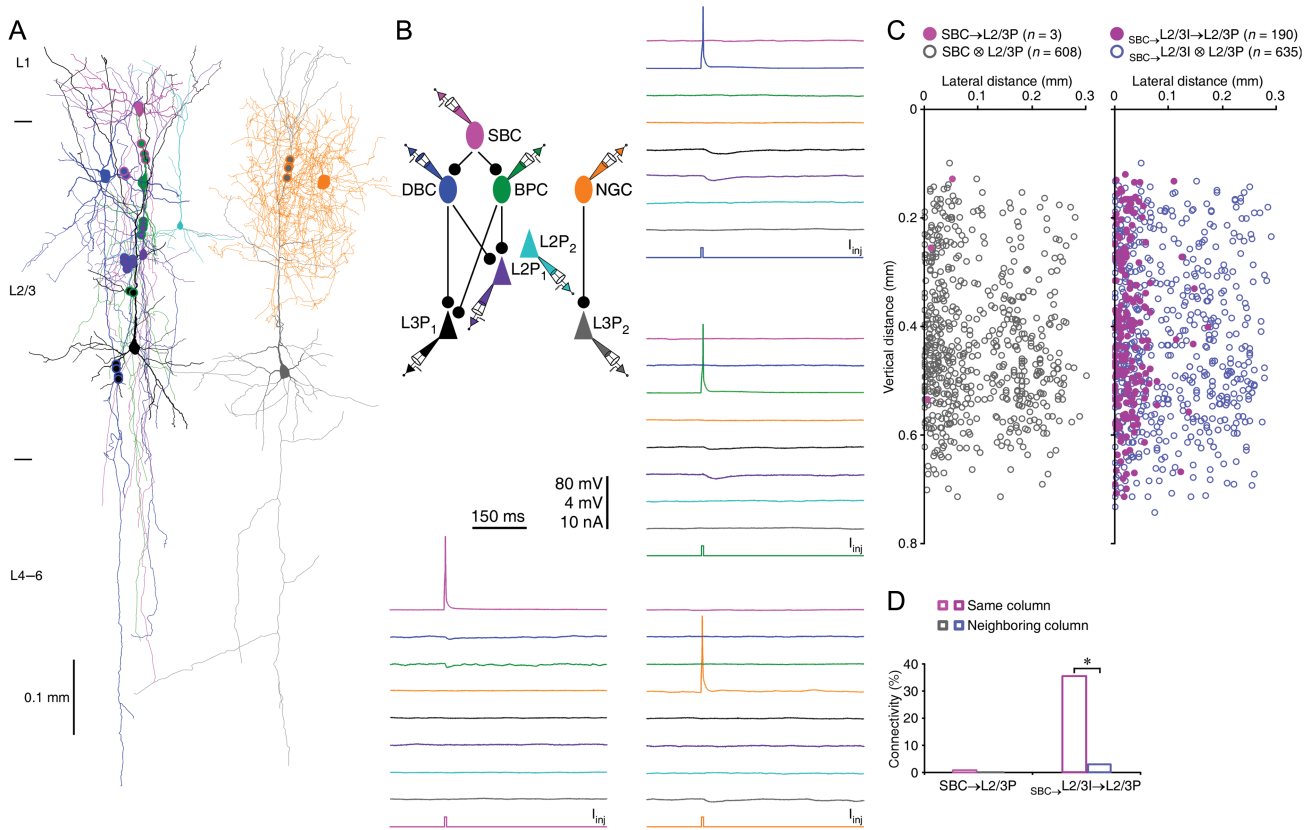 A
L1
L2/3
L4–6
0.1 mm
B
SBC
DBC
BPC
NGC
L2P2
L2P1
L3P1
L3P2
80 mV
4 mV
10 nA
150 ms
Iinj
Iinj
Iinj
Iinj
C
SBC→L2/3P (n = 3)
SBC ⊗ L2/3P (n = 608)
SBC→L2/3I→L2/3P (n = 190)
SBC→L2/3I ⊗ L2/3P (n = 635)
Lateral distance (mm)
Lateral distance (mm)
0 0.1 0.2 0.3
0 0.1 0.2 0.3
Vertical distance (mm)
0
0.2
0.4
0.6
0.8
D
Same column
Neighboring column
*
Connectivity (%)
40
30
20
10
0
SBC→L2/3P
SBC→L2/3I→L2/3P